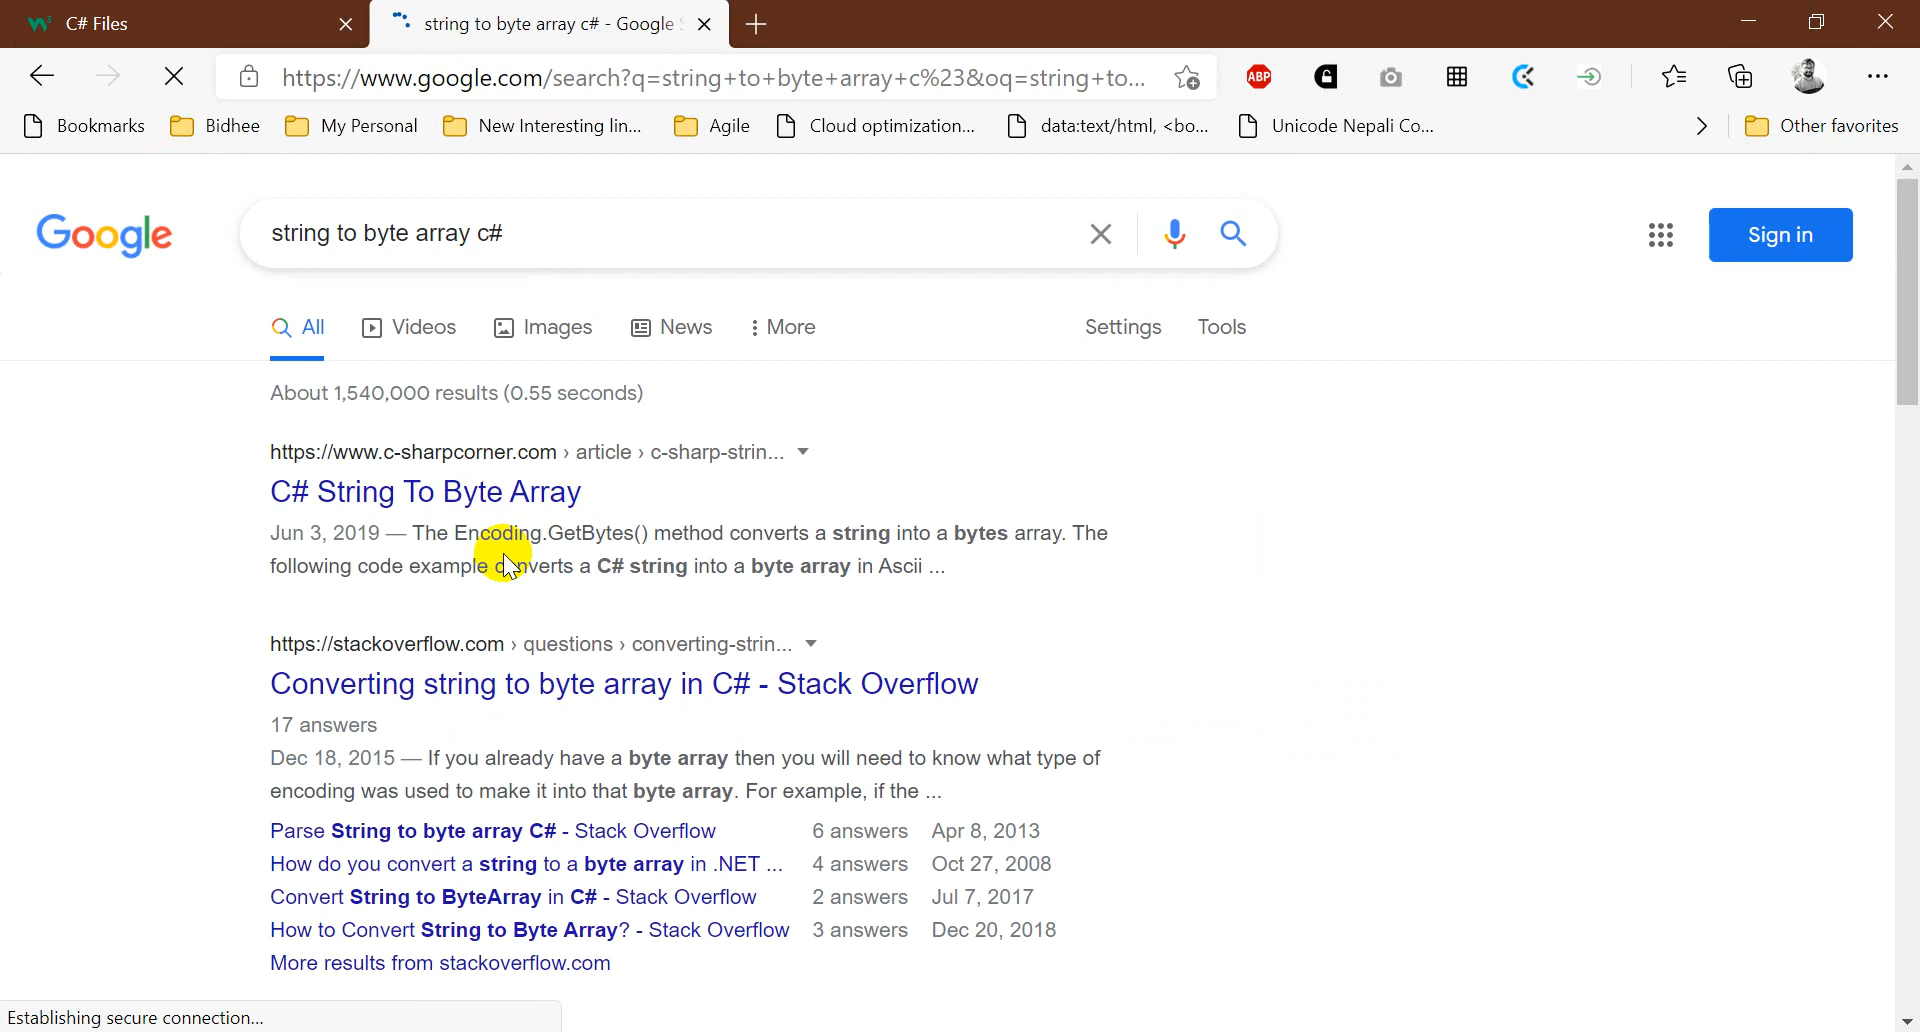 C# Files
string to byte array c# - Google S
https://www.google.com/search?q=string+to+byte+array+c%23&oq=string+to...
ABP
Bookmarks
Bidhee
My Personal
New Interesting lin...
Agile
Cloud optimization...
data:text/html, <bo...
Unicode Nepali Co...
Other favorites
Google
string to byte array c#
Sign in
All
Videos
Images
News
More
Settings
Tools
About 1,540,000 results (0.55 seconds)
https://www.c-sharpcorner.com › article › c-sharp-strin...
C# String To Byte Array
Jun 3, 2019 — The Encoding.GetBytes() method converts a string into a bytes array. The
following code example converts a C# string into a byte array in Ascii ...
https://stackoverflow.com › questions › converting-strin...
Converting string to byte array in C# - Stack Overflow
17 answers
Dec 18, 2015 — If you already have a byte array then you will need to know what type of
encoding was used to make it into that byte array. For example, if the ...
Parse String to byte array C# - Stack Overflow 6 answers Apr 8, 2013
How do you convert a string to a byte array in .NET ... 4 answers Oct 27, 2008
Convert String to ByteArray in C# - Stack Overflow 2 answers Jul 7, 2017
How to Convert String to Byte Array? - Stack Overflow 3 answers Dec 20, 2018
More results from stackoverflow.com
Establishing secure connection...